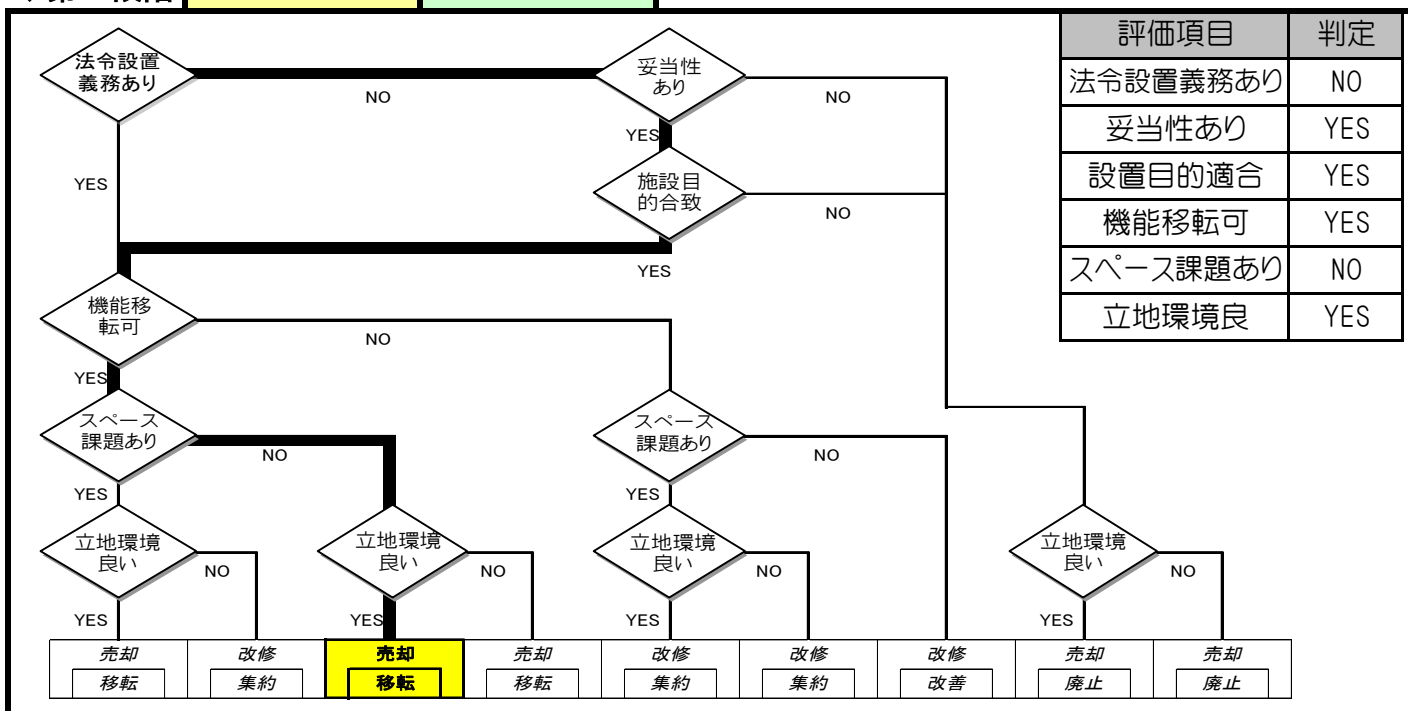 法令設置
義務あり
NO
妥当性
あり
NO
YES
YES
施設目
的合致
NO
YES
機能移
転可
NO
YES
スペース
課題あり
NO
YES
スペース
課題あり
NO
YES
立地環境
良い
NO
YES
立地環境
良い
NO
YES
立地環境
良い
NO
YES
立地環境
良い
NO
YES
売却 改修 売却 売却 改修 改修 改修 売却 売却
移転 集約 移転 移転 集約 集約 改善 廃止 廃止
評価項目 判定
法令設置義務あり NO
妥当性あり YES
設置目的適合 YES
機能移転可 YES
スペース課題あり NO
立地環境良 YES